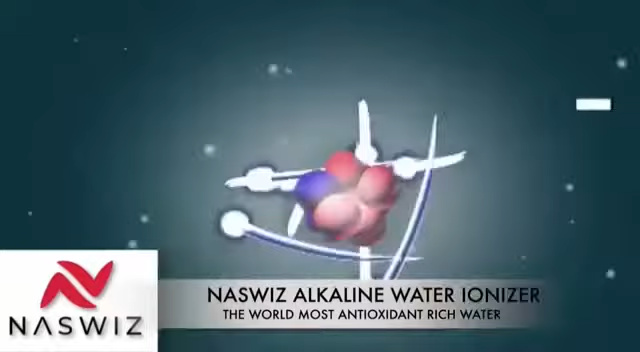 NASWIZ ALKALINE WATER IONIZER
THE WORLD MOST ANTIOXIDANT RICH WATER
NASWIZ